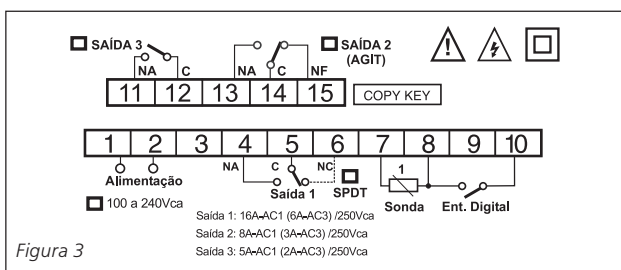 SAÍDA 3
SAÍDA 2
(AGIT)
NA C NA C NF
11 12 13 14 15 COPY KEY
1 2 3 4 5 6 7 8 9 10
NA C NC 1
Alimentação Saída 1 SPDT Sonda Ent. Digital
100 a 240Vca
Saída 1: 16A-AC1 (6A-AC3) /250Vca
Saída 2: 8A-AC1 (3A-AC3) /250Vca
Saída 3: 5A-AC1 (2A-AC3) /250Vca
Figura 3